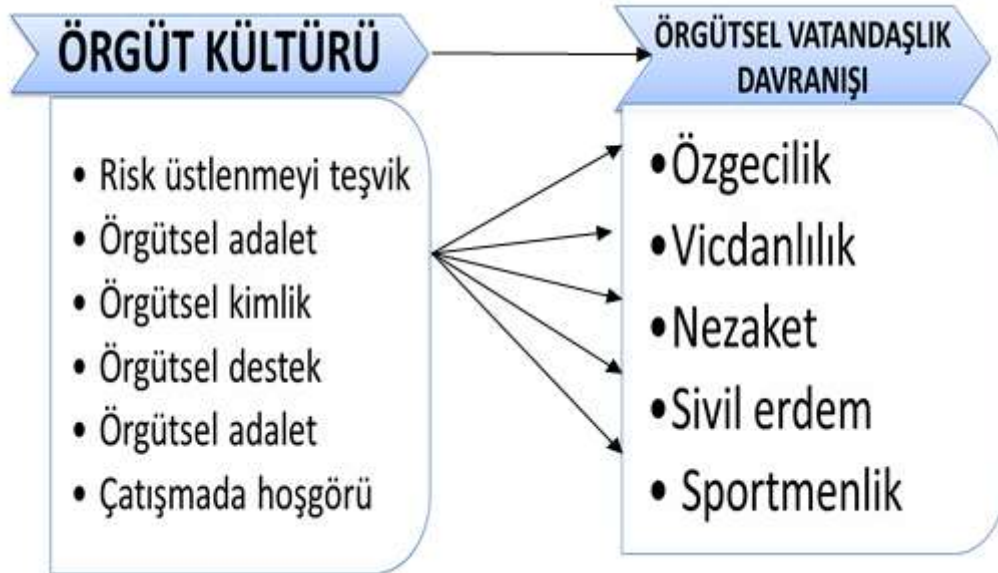 ÖRGÜT KÜLTÜRÜ
• Risk üstlenmeyi teşvik
• Örgütsel adalet
• Örgütsel kimlik
• Örgütsel destek
• Örgütsel adalet
• Çatışmada hoşgörü
ÖRGÜTSEL VATANDAŞLIK
DAVRANIŞI
•Özgecilik
•Vicdanlılık
•Nezaket
•Sivil erdem
• Sportmenlik